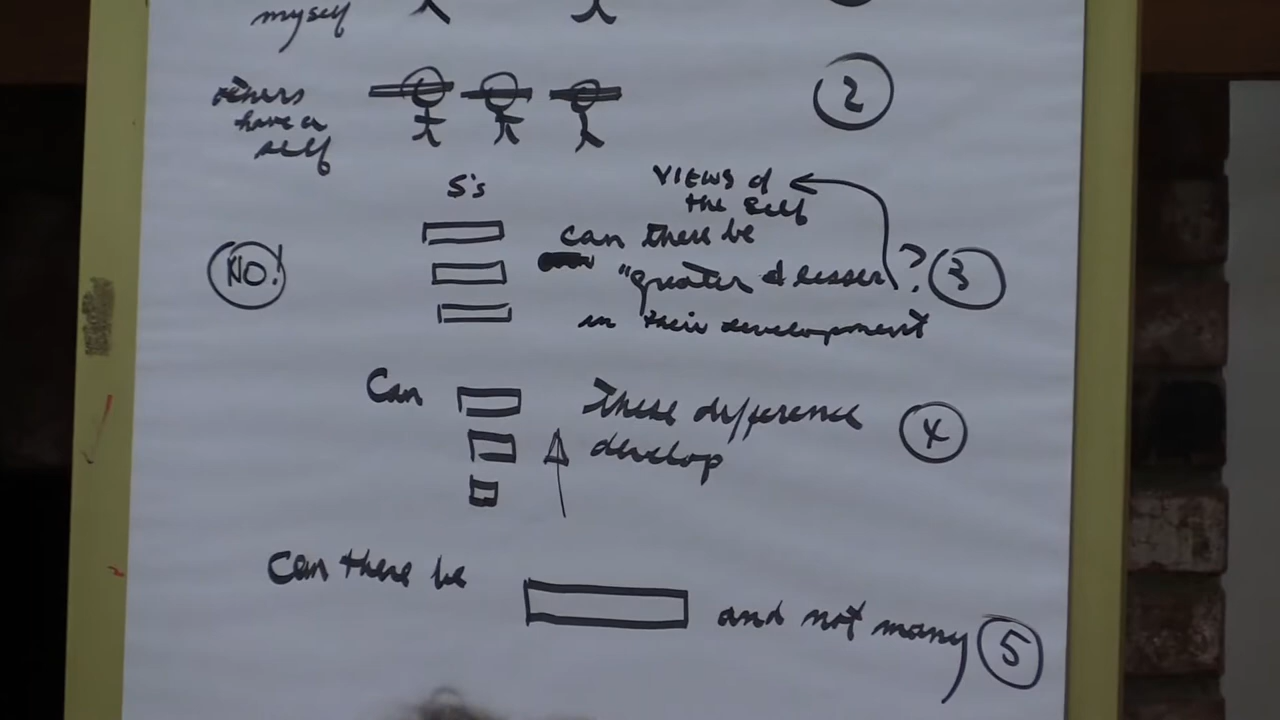 myself
others
have a
self
2
S's
VIEWS of
the self
NO!
can there be
"greater & lesser ?
3
in their development
Can
these difference
develop
4
Can there be
and not many
5